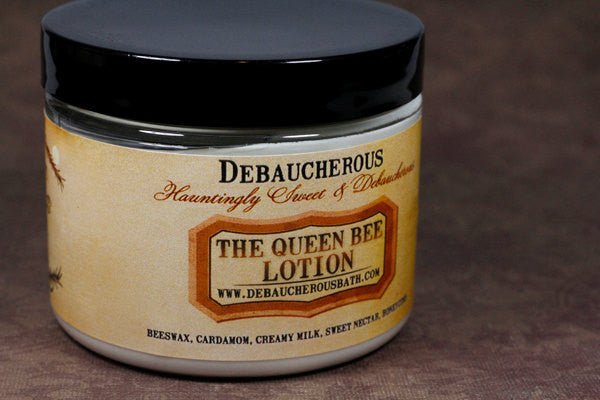 DEBAUCHEROUS
Hauntingly Sweet & Debaucherous
THE QUEEN BEE
LOTION
WWW.DEBAUCHEROUSBATH.COM
BEESWAX, CARDAMOM, CREAMY MILK, SWEET NECTAR,